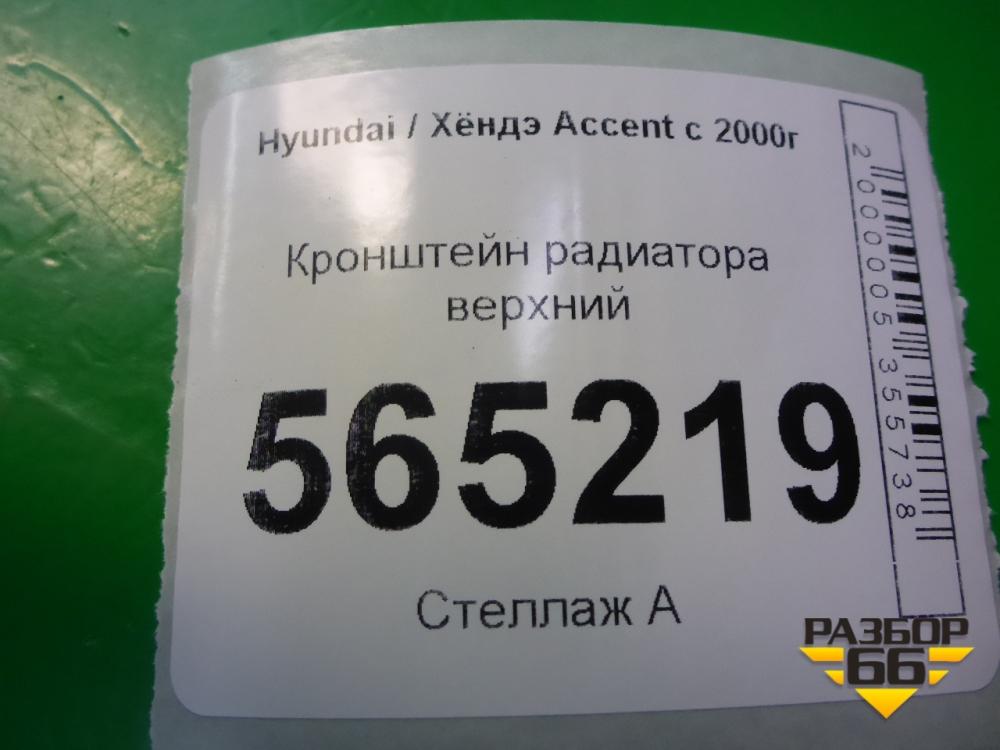 Hyundai / Хёндэ Accent с 2000г
Кронштейн радиатора
верхний
565219
Стеллаж А
2000005355738
РАЗБОР
66